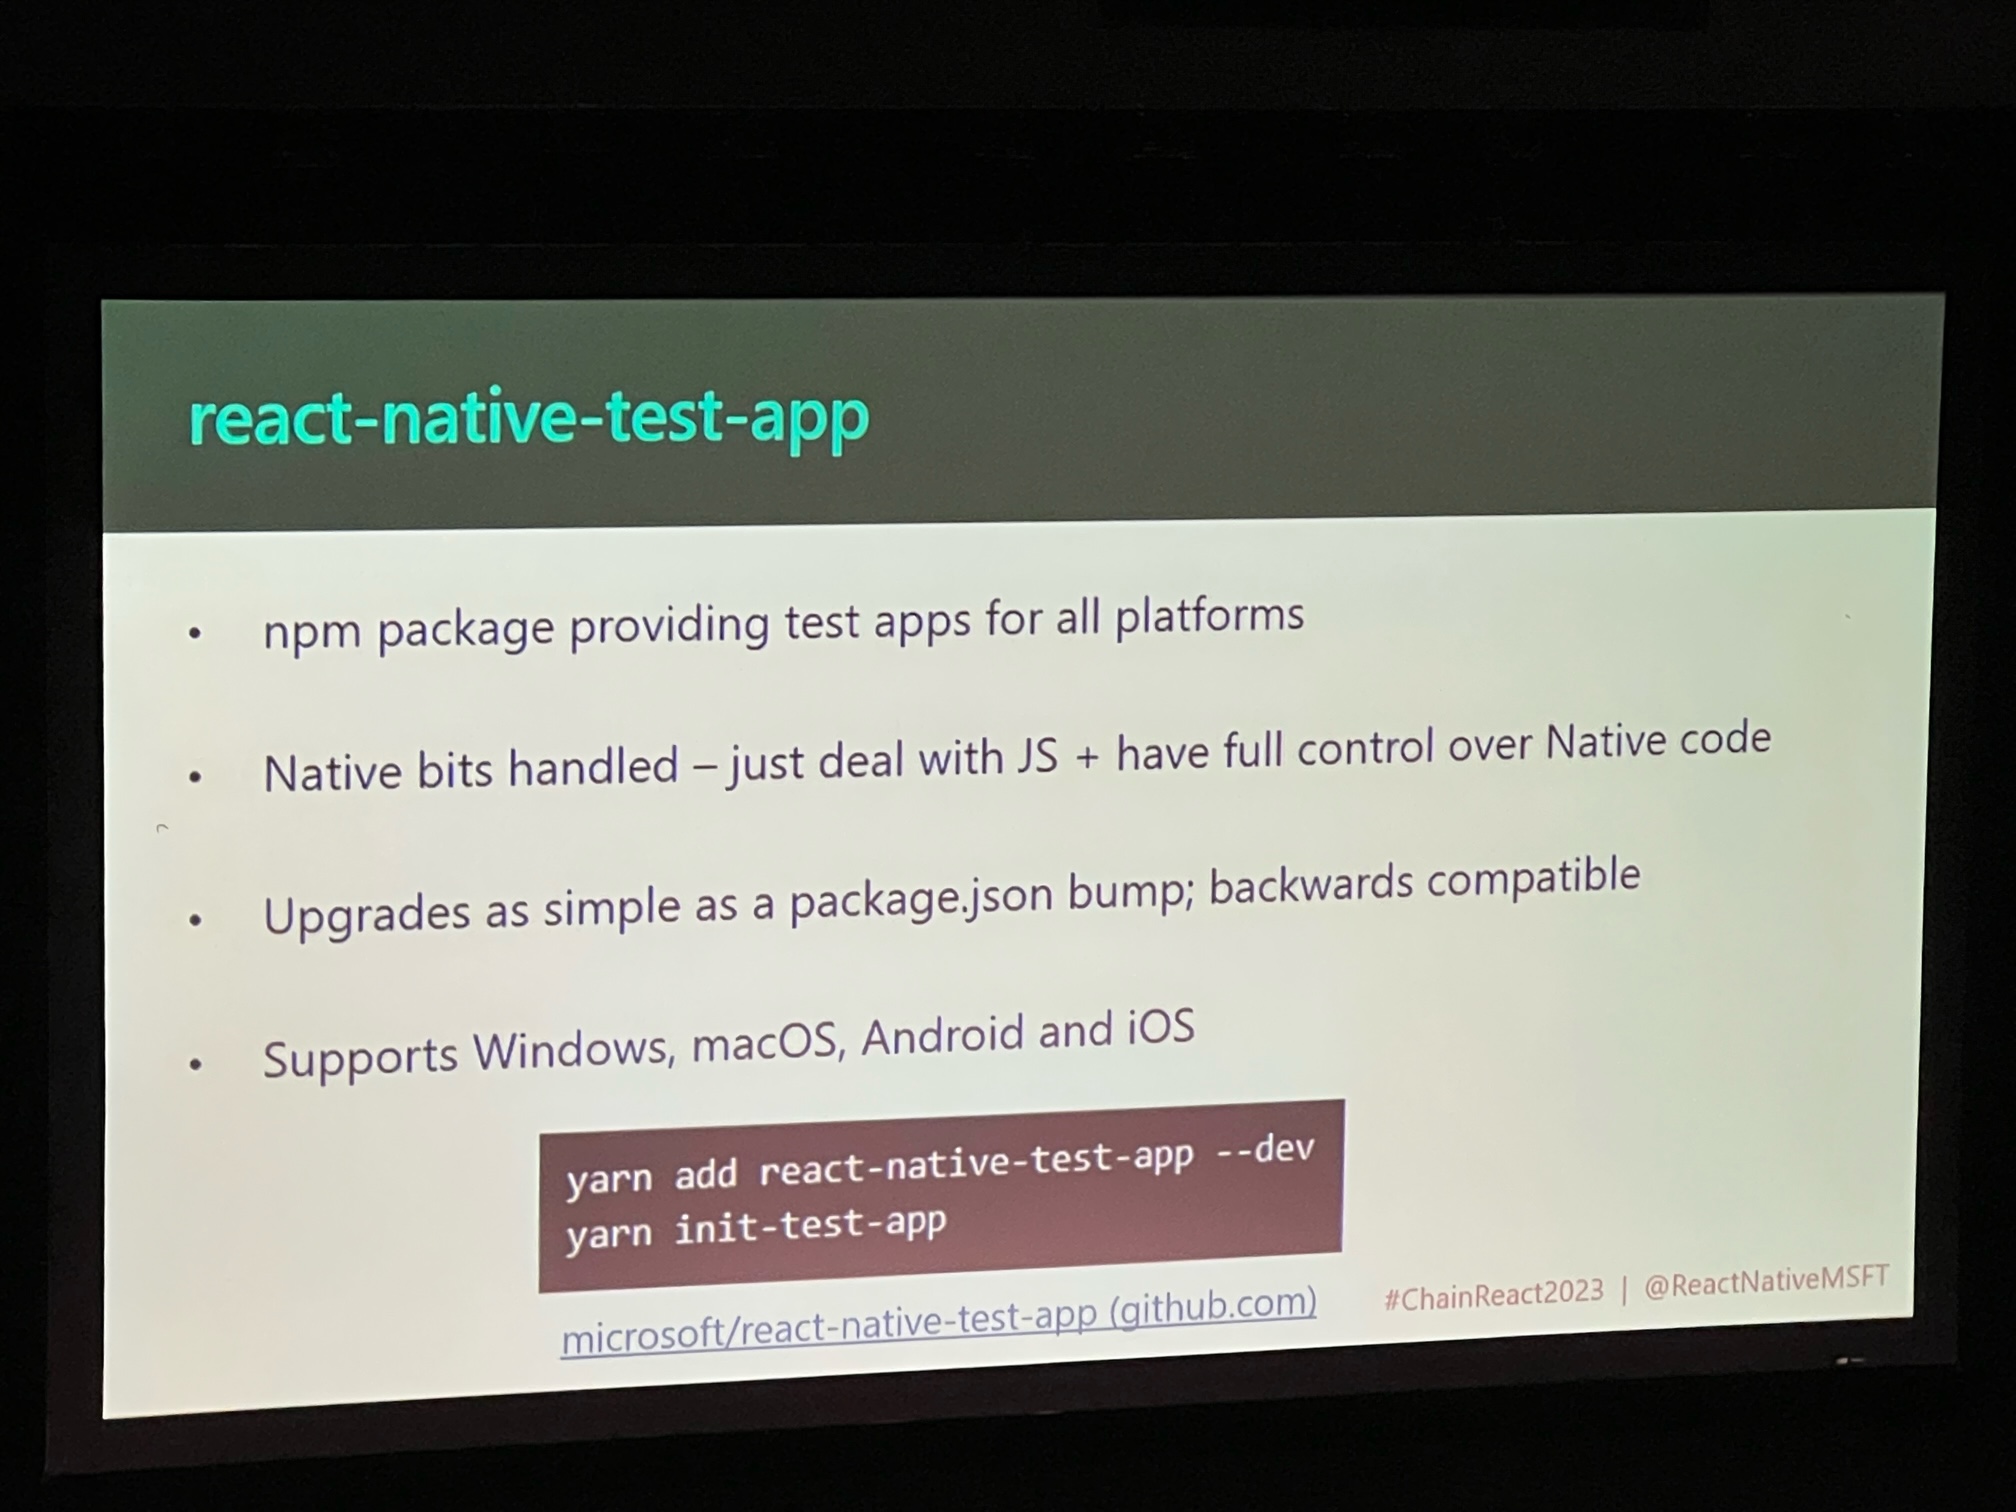 react-native-test-app
• npm package providing test apps for all platforms
• Native bits handled – just deal with JS + have full control over Native code
• Upgrades as simple as a package.json bump; backwards compatible
• Supports Windows, macOS, Android and iOS
yarn add react-native-test-app --dev
yarn init-test-app
microsoft/react-native-test-app (github.com)
#ChainReact2023 | @ReactNativeMSFT